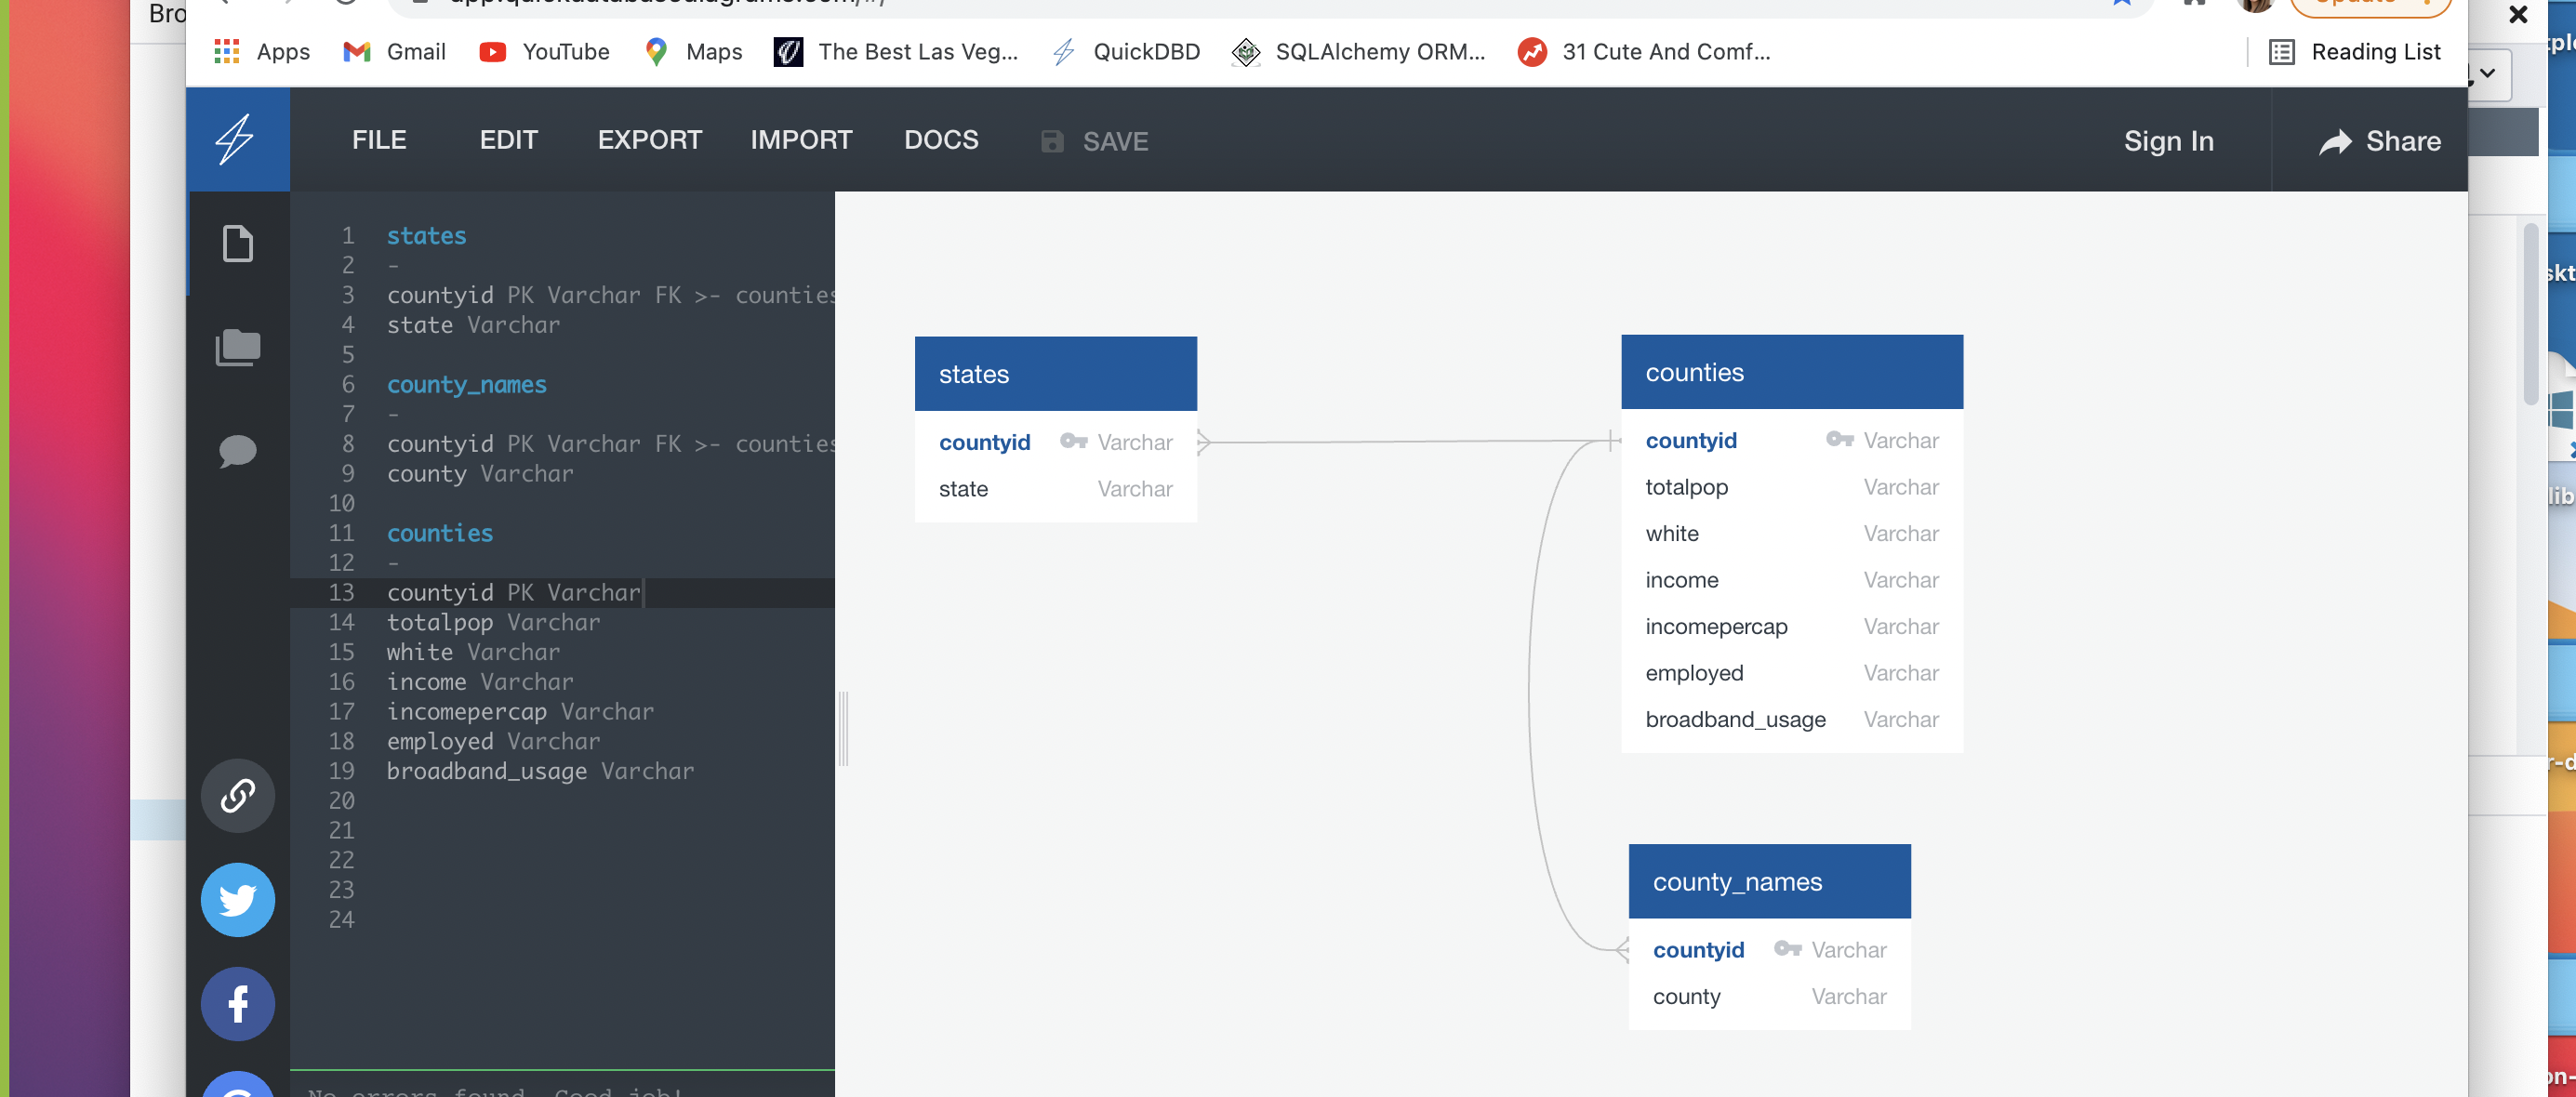 Bro
Apps
Gmail
YouTube
Maps
The Best Las Veg...
QuickDBD
SQLAlchemy ORM...
31 Cute And Comf...
Reading List
FILE
EDIT
EXPORT
IMPORT
DOCS
SAVE
Sign In
Share
1 states
2 -
3 countyid PK Varchar FK >- counties
4 state Varchar
5
6 county_names
7 -
8 countyid PK Varchar FK >- counties
9 county Varchar
10
11 counties
12 -
13 countyid PK Varchar
14 totalpop Varchar
15 white Varchar
16 income Varchar
17 incomepercap Varchar
18 employed Varchar
19 broadband_usage Varchar
20
21
22
23
24
No errors found. Good job!
states
countyid Varchar
state Varchar
counties
countyid Varchar
totalpop Varchar
white Varchar
income Varchar
incomepercap Varchar
employed Varchar
broadband_usage Varchar
county_names
countyid Varchar
county Varchar